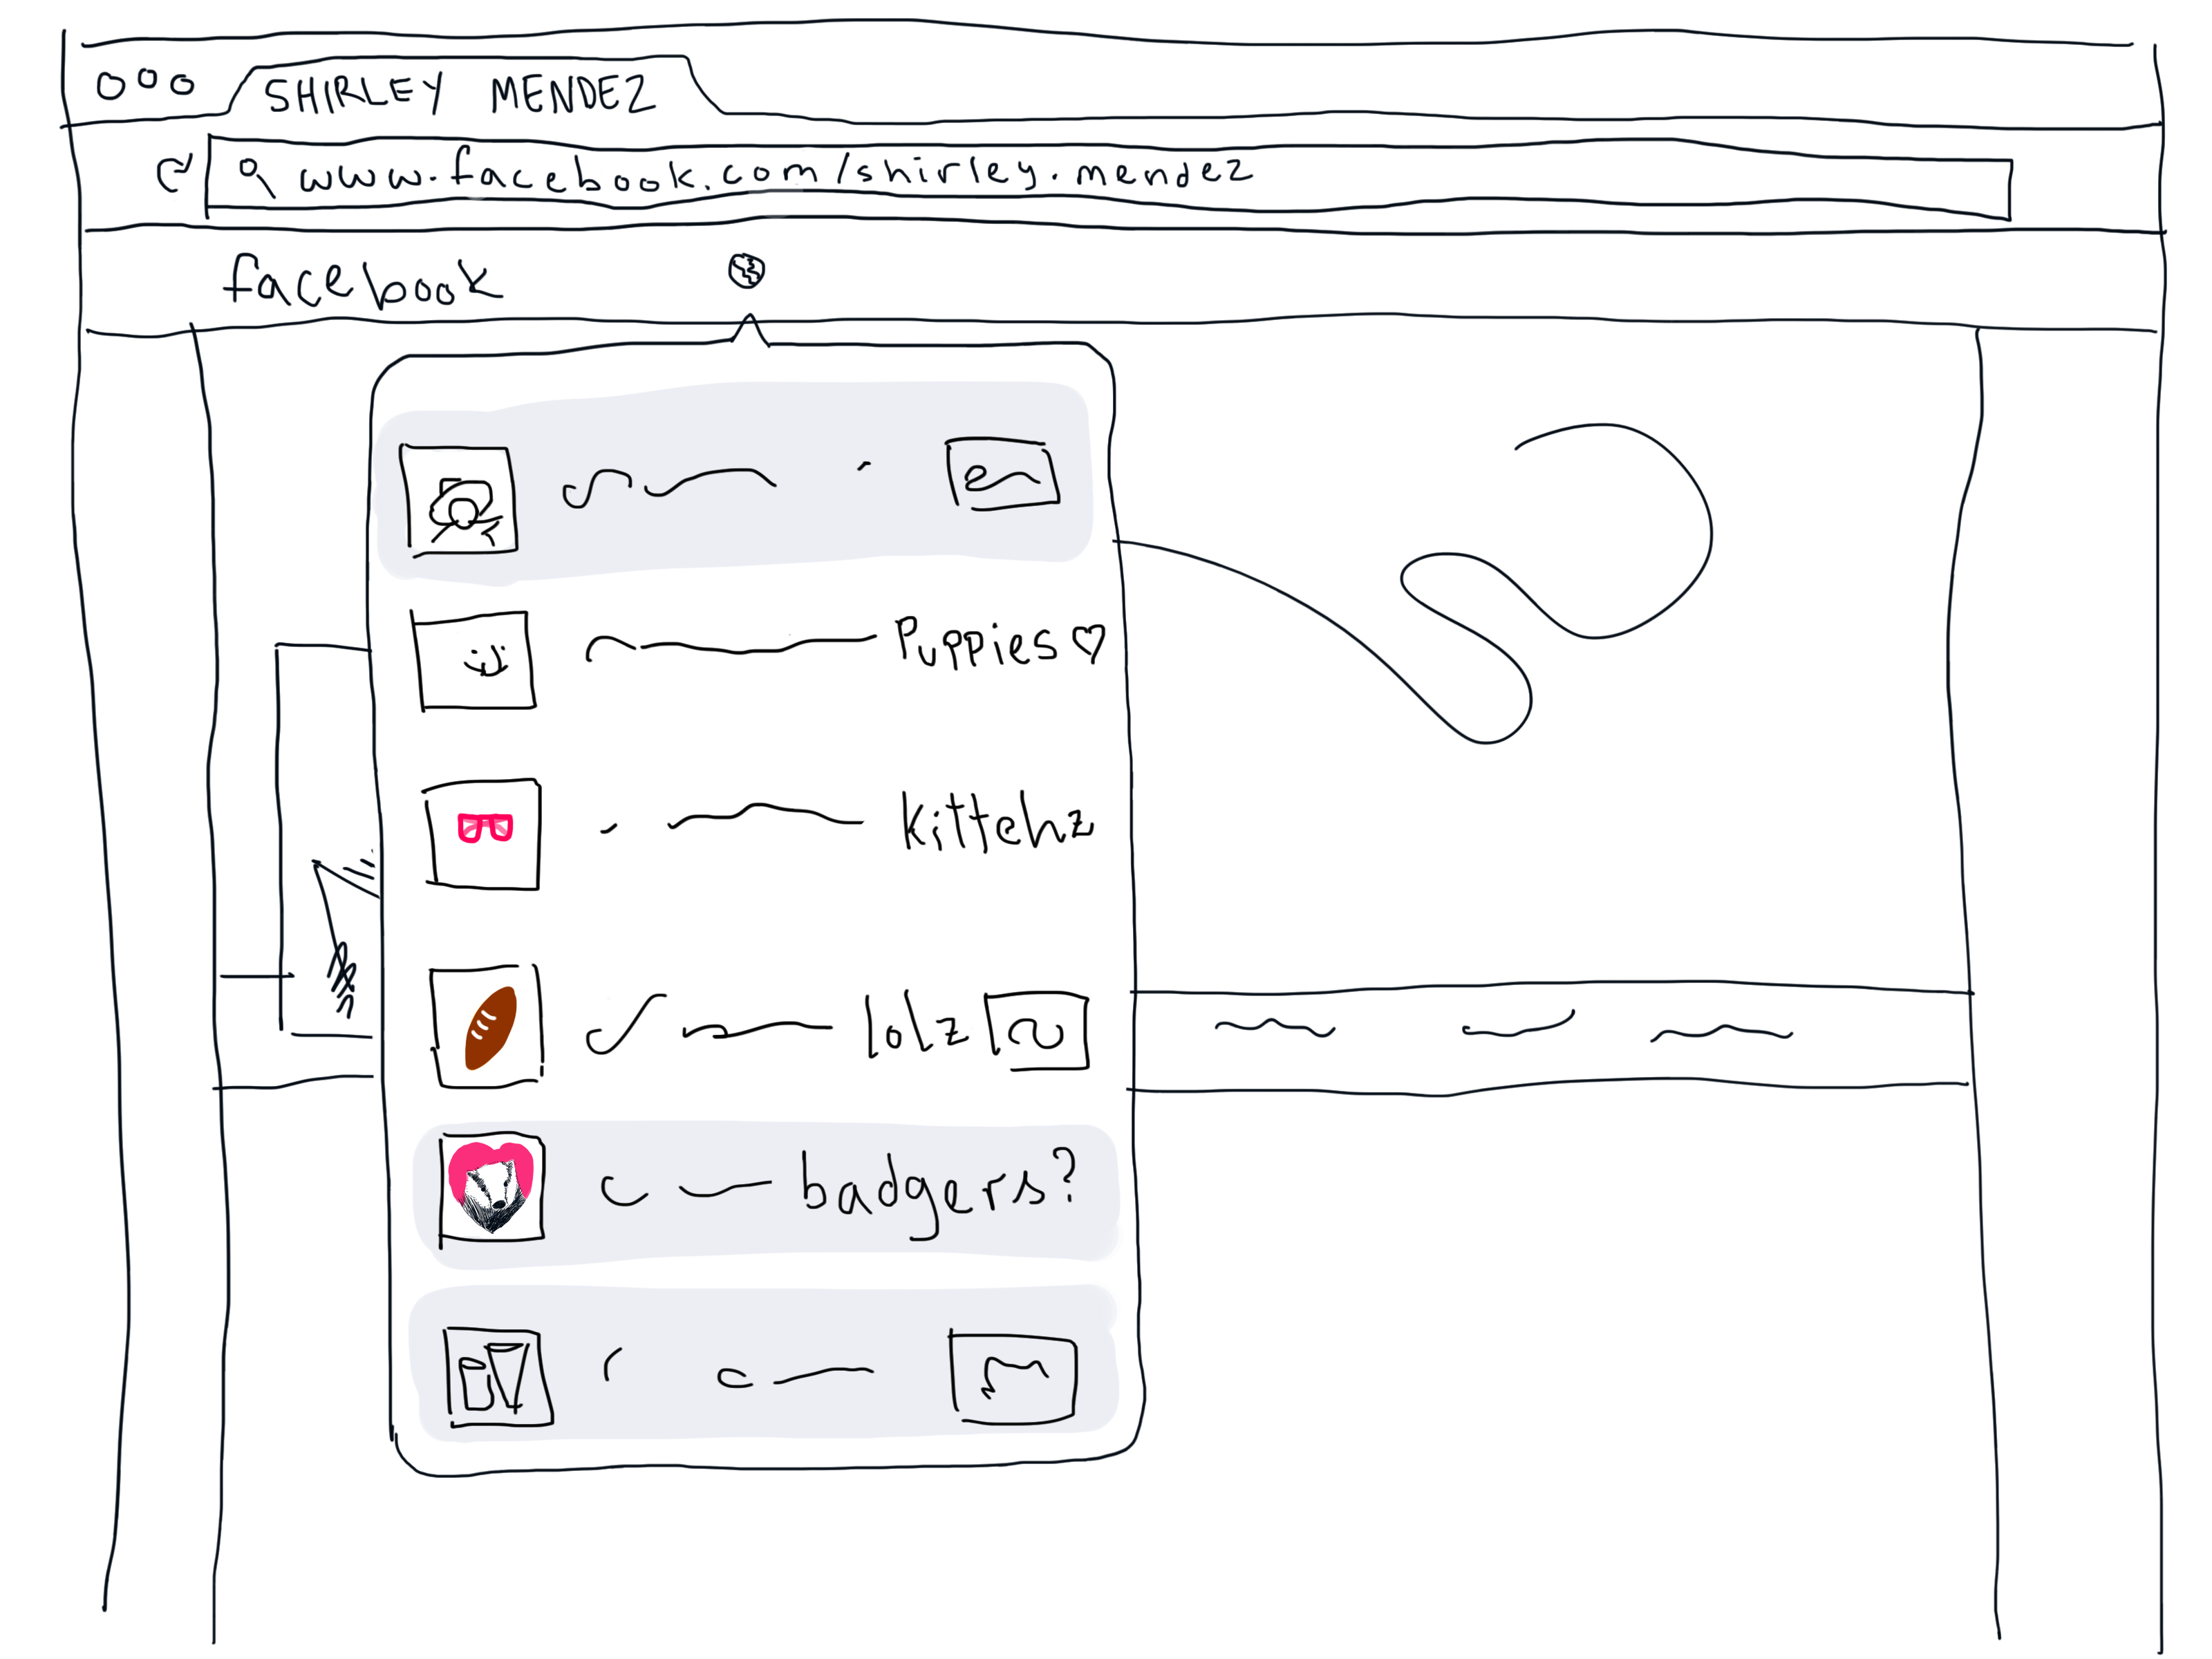 SHIRLEY MENDEZ
www.facebook.com/shirley.mendez
facebook
Puppies♡
kittehz
lolz
badgers?